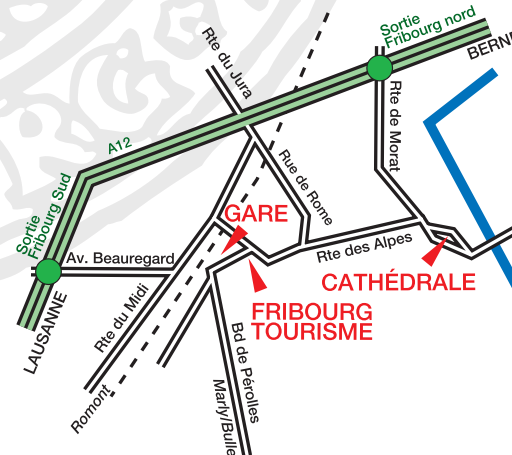 Sortie
Fribourg nord
BERN
Rte du Jura
A12
Rte de Morat
Rue de Rome
Sortie
Fribourg Sud
GARE
Av. Beauregard
Rte des Alpes
CATHÉDRALE
FRIBOURG
TOURISME
LAUSANNE
Rte du Midi
Bd de Pérolles
Marly/Bulle
Romont